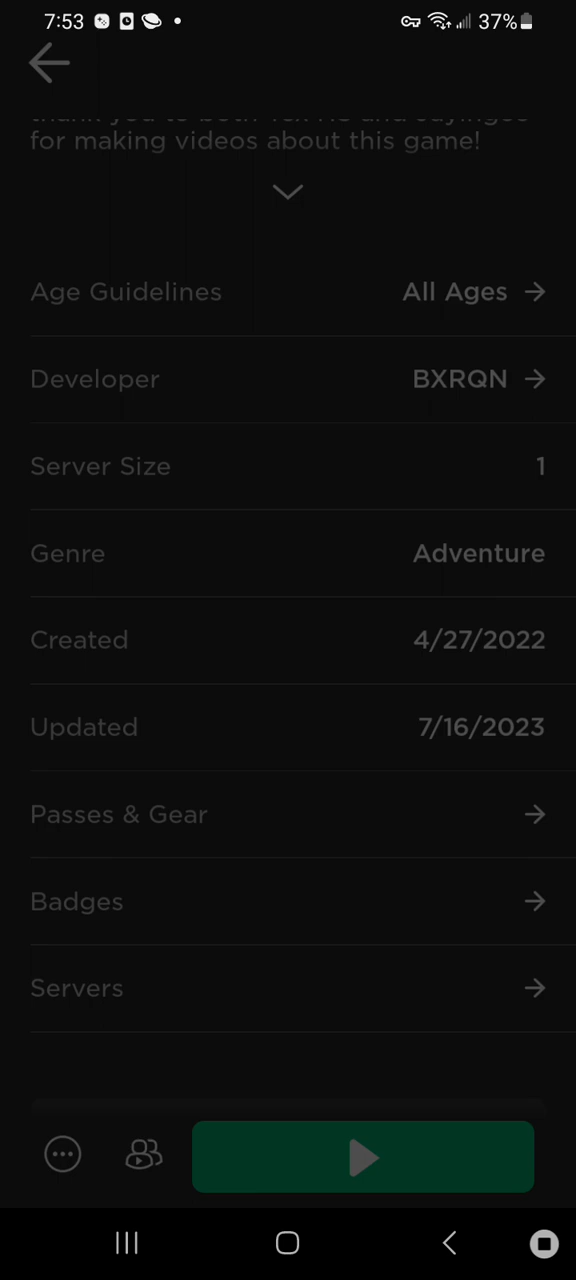 7:53
37%
for making videos about this game!
Age Guidelines All Ages
Developer BXRQN
Server Size 1
Genre Adventure
Created 4/27/2022
Updated 7/16/2023
Passes & Gear
Badges
Servers